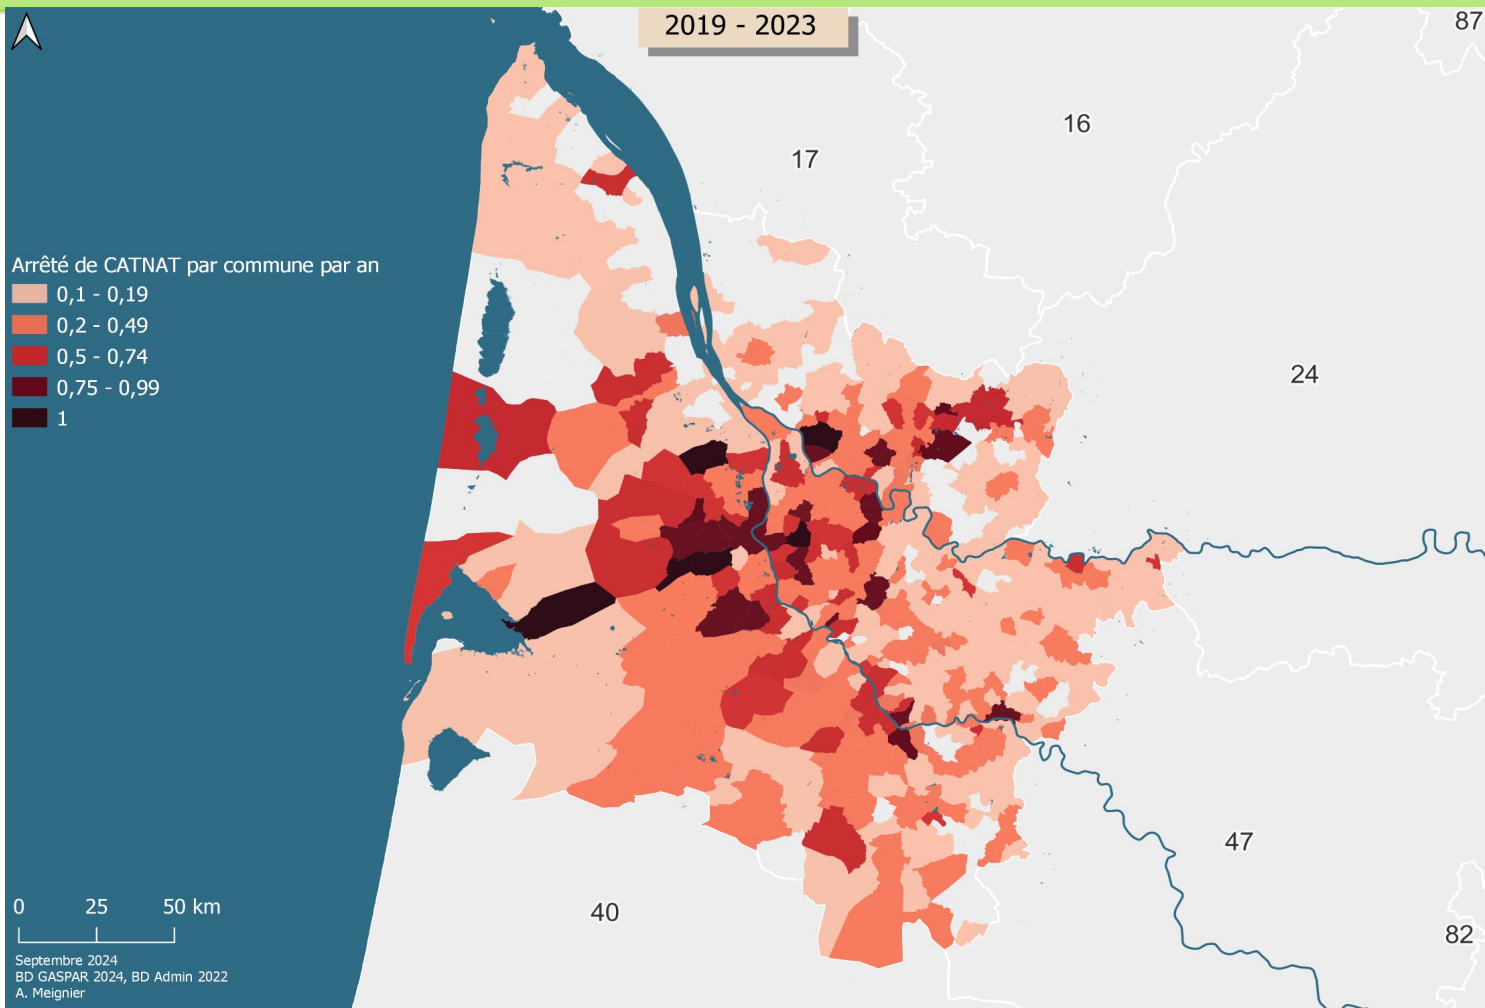 2019 - 2023
87
16
17
Arrêté de CATNAT par commune par an
0,1 - 0,19
0,2 - 0,49
0,5 - 0,74
0,75 - 0,99
1
24
47
0 25 50 km
40
82
Septembre 2024
BD GASPAR 2024, BD Admin 2022
A. Meignier